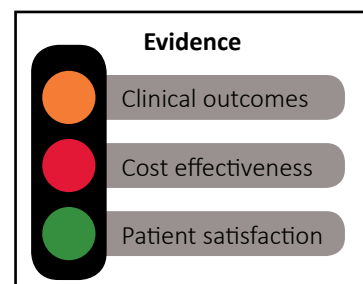 Evidence
Clinical outcomes
Cost effectiveness
Patient satisfaction